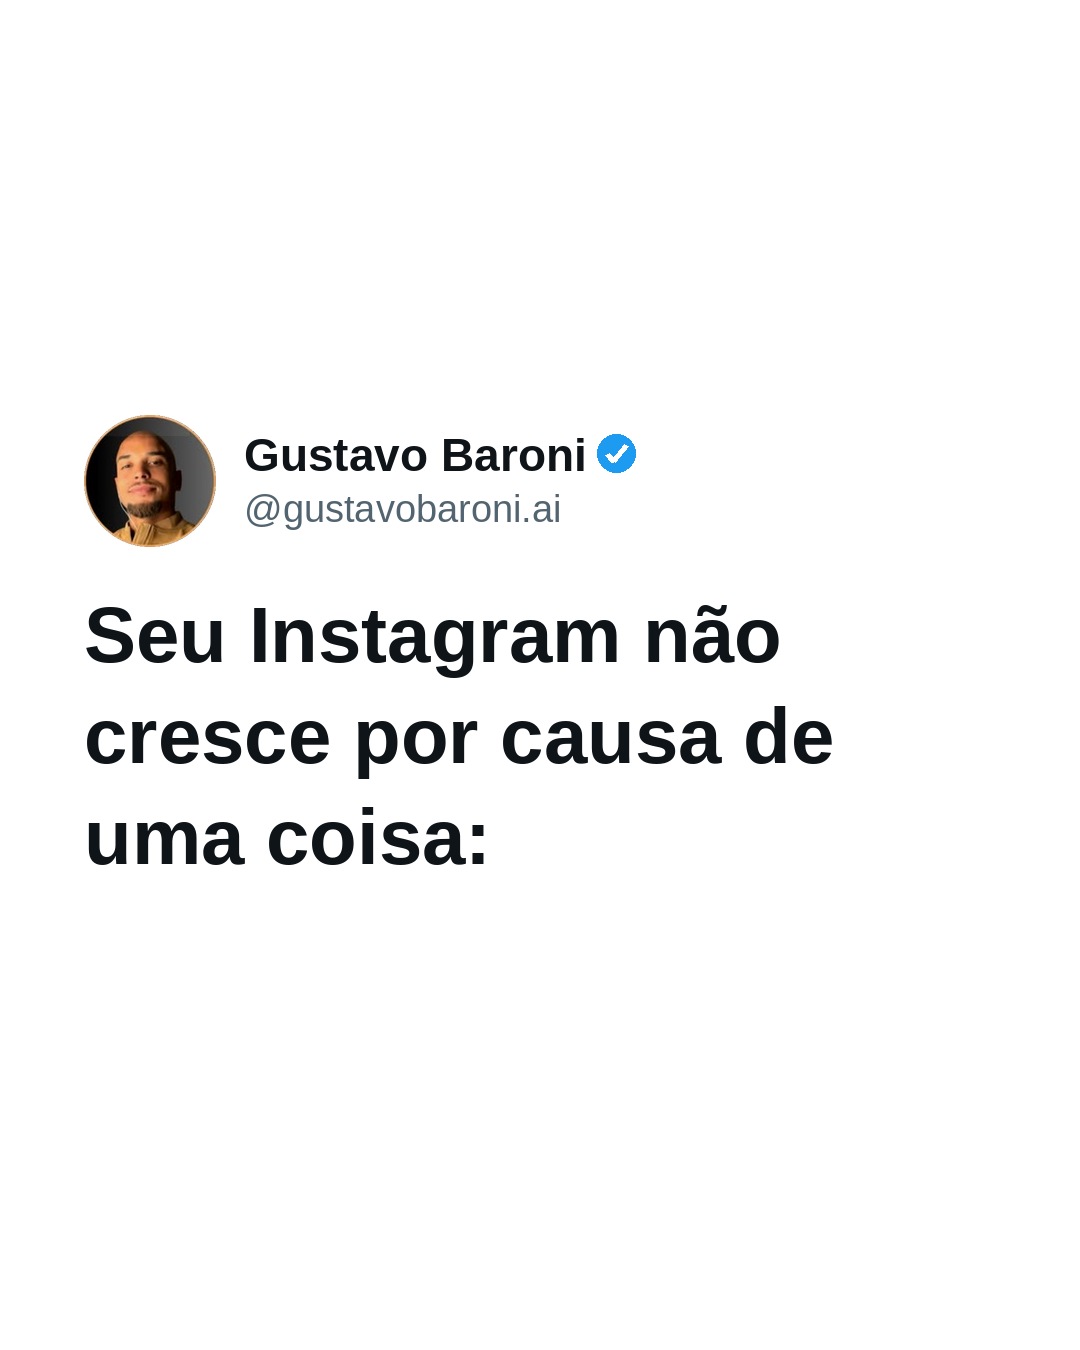 Gustavo Baroni
@gustavobaroni.ai
Seu Instagram não
cresce por causa de
uma coisa: